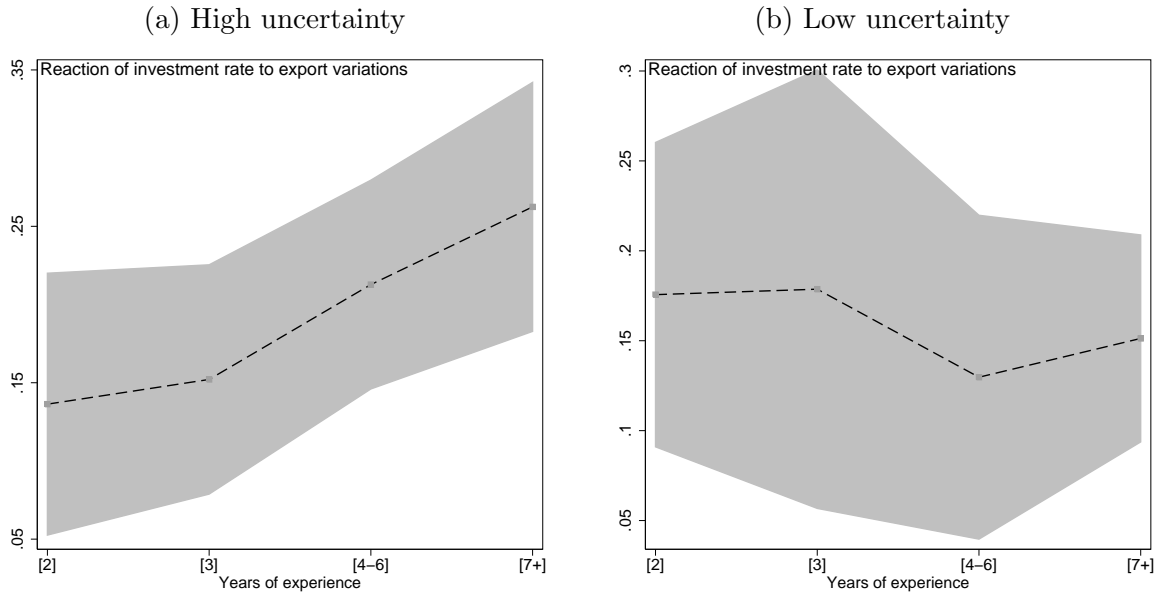 (a) High uncertainty
Reaction of investment rate to export variations
.35
.25
.15
.05
[2] [3] [4–6] [7+]
Years of experience
(b) Low uncertainty
Reaction of investment rate to export variations
.3
.25
.2
.15
.1
.05
[2] [3] [4–6] [7+]
Years of experience